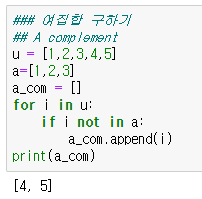 ### 여집합 구하기
## A complement
u = [1,2,3,4,5]
a=[1,2,3]
a_com = []
for i in u:
    if i not in a:
        a_com.append(i)
print(a_com)
[4, 5]